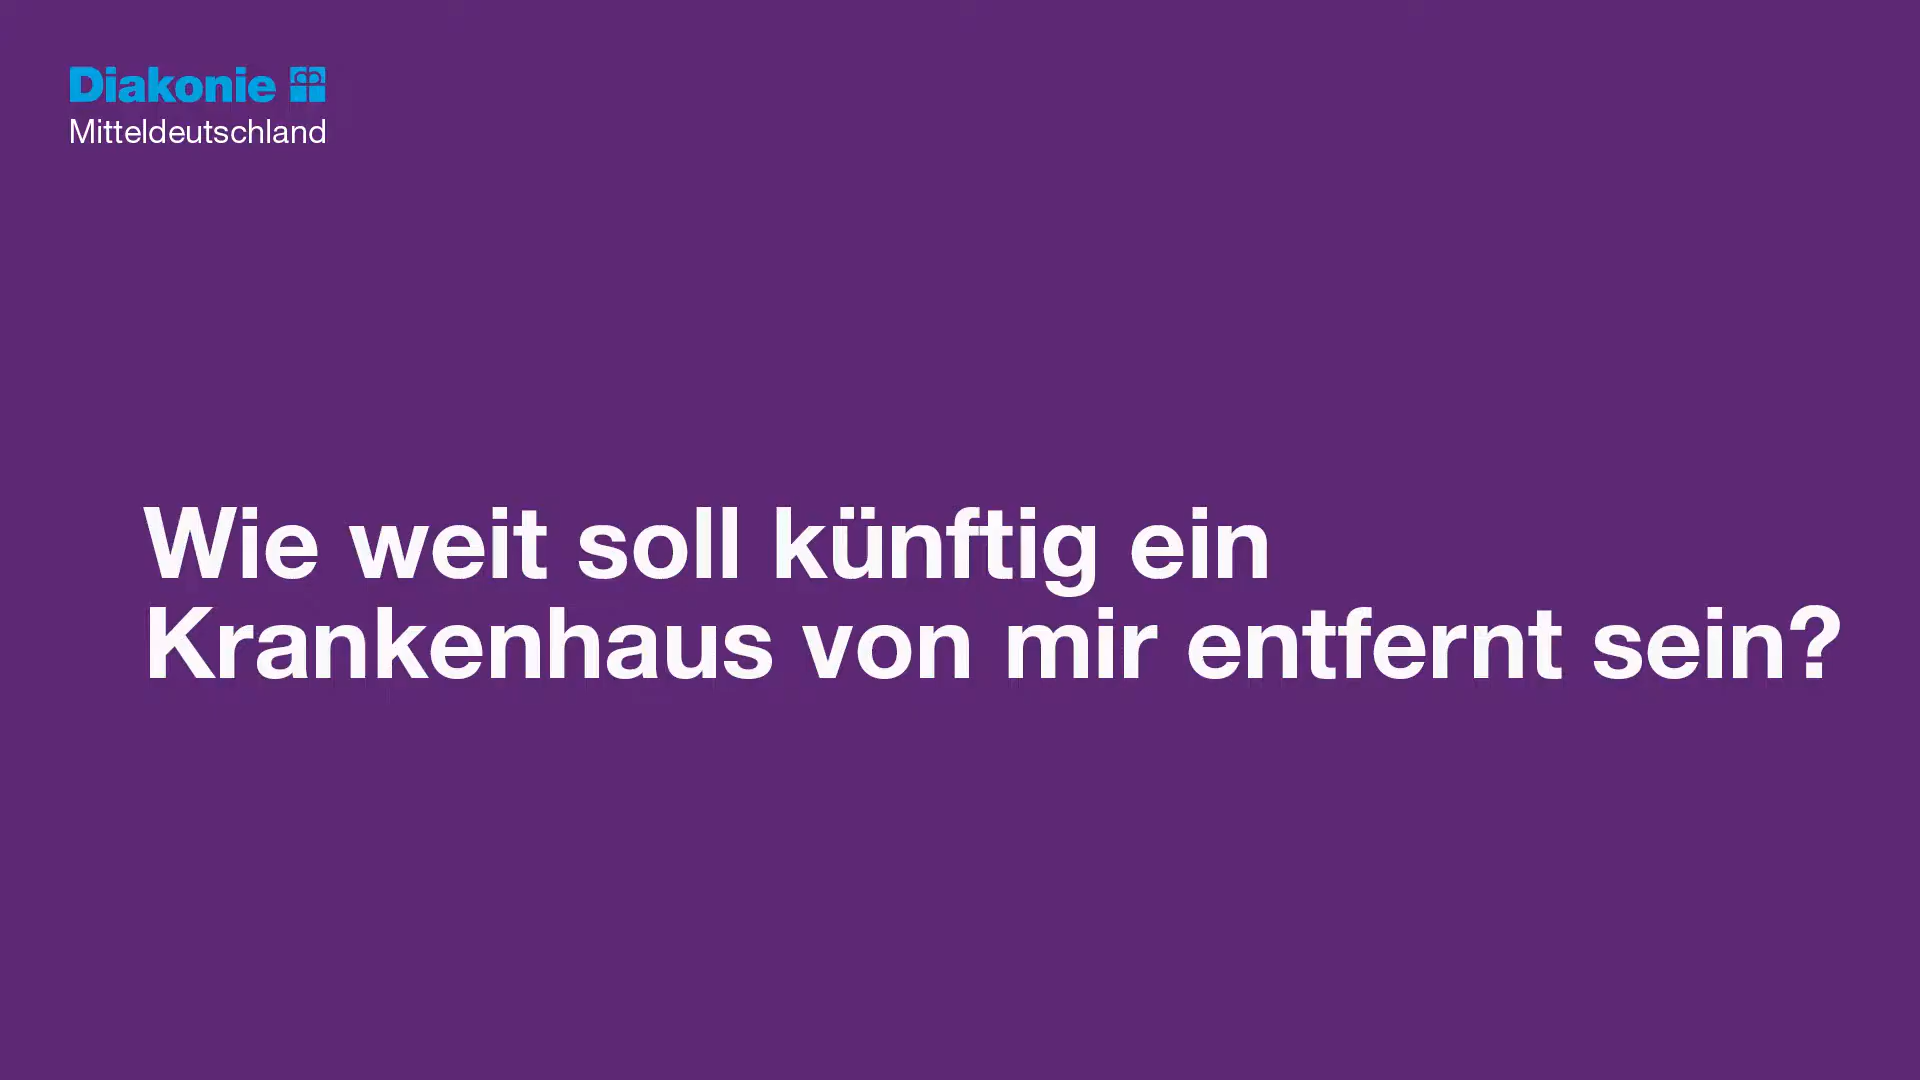 Diakonie
Mitteldeutschland
Wie weit soll künftig ein
Krankenhaus von mir entfernt sein?